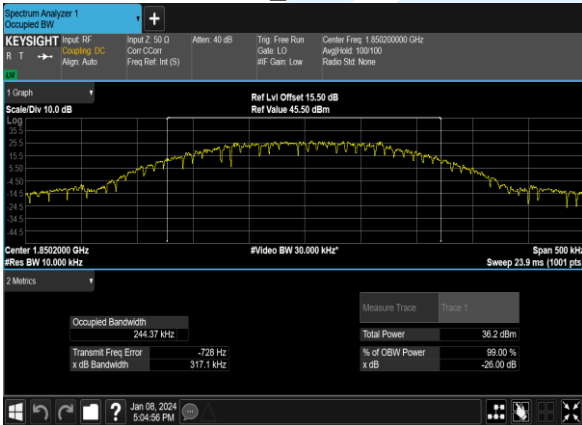 Spectrum Analyzer 1
Occupied BW
+
KEYSIGHT
R T
LU
Input: RF
Coupling: DC
Align: Auto
Input Z: 50 Ω
Corr CCorr
Freq Ref: Int (S)
Atten: 40 dB
Trig: Free Run
Gate: LO
#IF Gain: Low
Center Freq: 1.850200000 GHz
Avg|Hold: 100/100
Radio Std: None
1 Graph
Scale/Div 10.0 dB
Ref Lvl Offset 15.50 dB
Ref Value 45.50 dBm
Log
35.5
25.5
15.5
5.50
-4.50
-14.5
-24.5
-34.5
-44.5
Center 1.8502000 GHz
#Res BW 10.000 kHz
#Video BW 30.000 kHz*
Span 500 kHz
Sweep 23.9 ms (1001 pts)
2 Metrics
Measure Trace
Trace 1
Occupied Bandwidth
244.37 kHz
Total Power
36.2 dBm
Transmit Freq Error
-728 Hz
% of OBW Power
99.00 %
x dB Bandwidth
317.1 kHz
x dB
-26.00 dB
?
Jan 08, 2024
5:04:56 PM